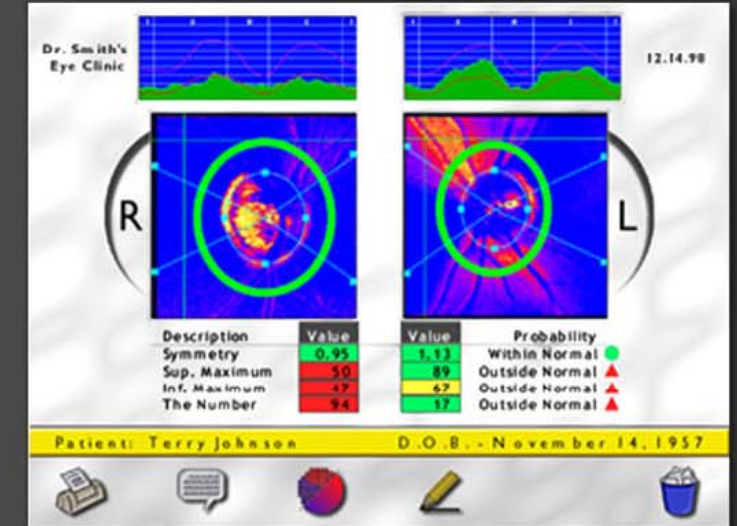 Dr. Smith's
Eye Clinic
12.14.98
R
L
Description Value Value Probability
Symmetry 0.95 1.13 Within Normal
Sup. Maximum 50 89 Outside Normal
Inf. Maximum 47 67 Outside Normal
The Number 94 17 Outside Normal
Patient: Terry Johnson D.O.B. - November 14, 1957